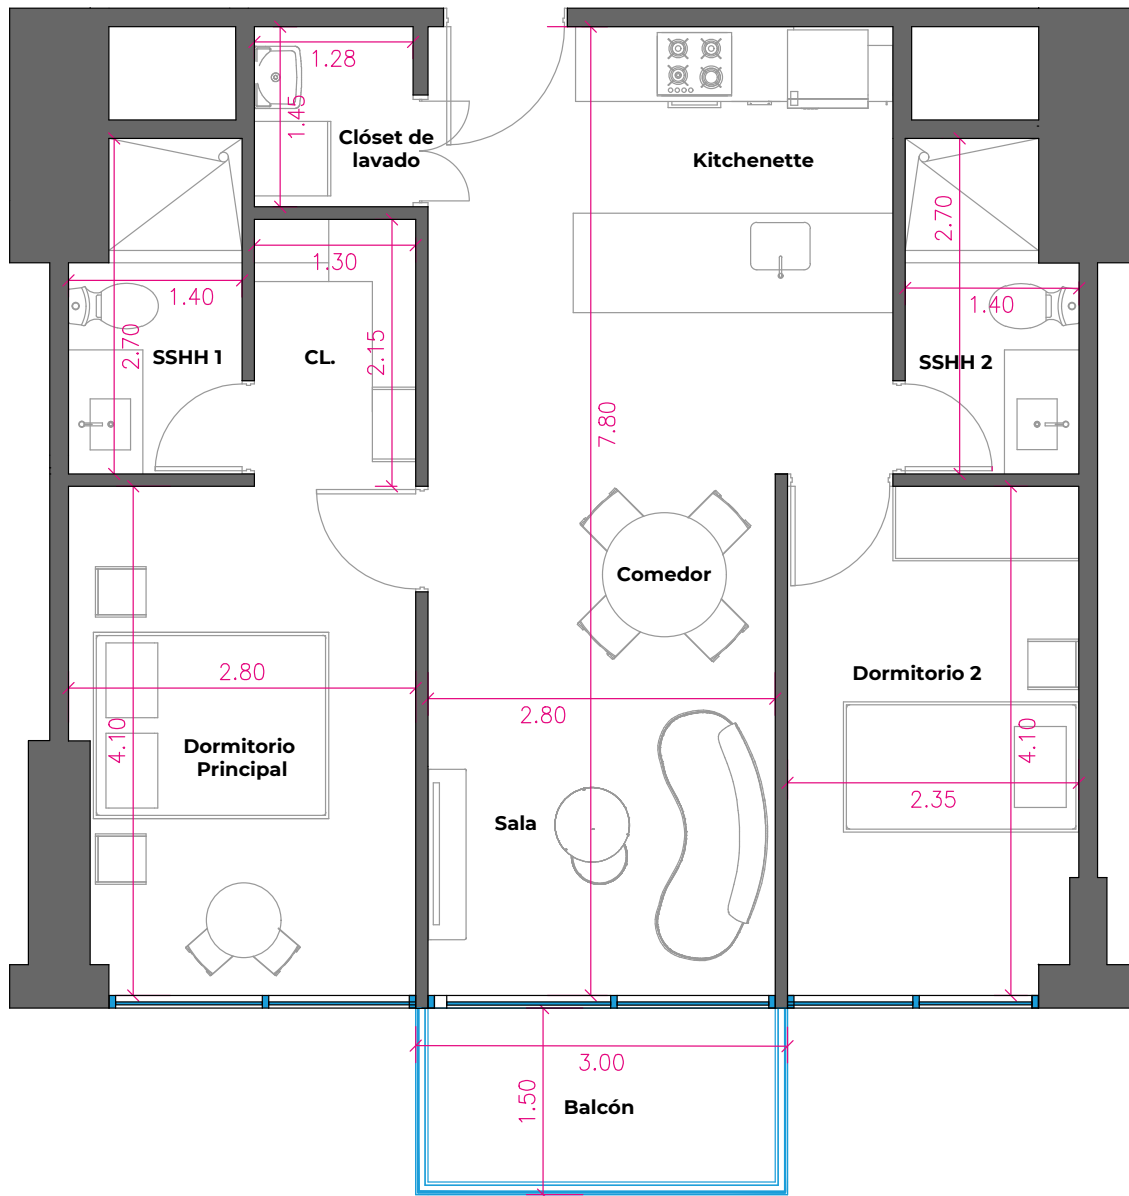 1.28
1.45
Clóset de
lavado
Kitchenette
2.70
1.30
1.40
1.40
2.70
SSHH 1
CL.
2.15
SSHH 2
7.80
Comedor
2.80
Dormitorio 2
4.10
2.80
4.10
Dormitorio
Principal
2.35
Sala
3.00
1.50
Balcón